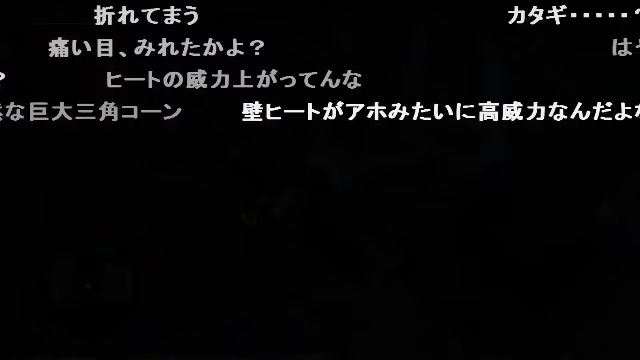 折れてまう
カタギ・・・・・?
痛い目、みれたかよ?
は
?
ヒートの威力上がってんな
な巨大三角コーン
壁ヒートがアホみたいに高威力なんだよな